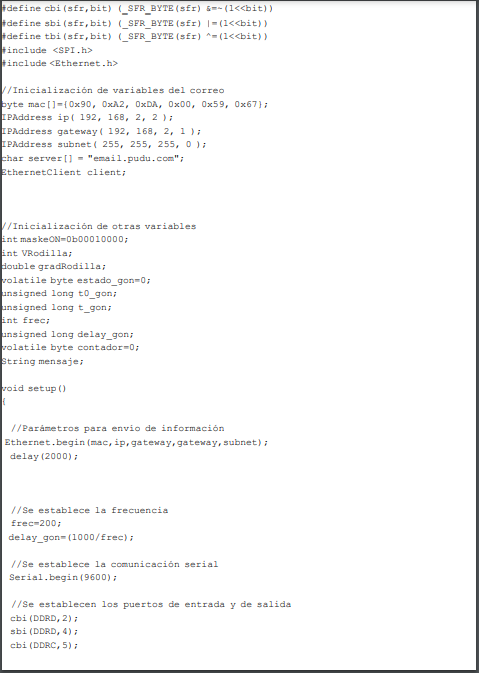 #define cbi(sfr,bit) (_SFR_BYTE(sfr) &=~(1<<bit))
#define sbi(sfr,bit) (_SFR_BYTE(sfr) |=(1<<bit))
#define tbi(sfr,bit) (_SFR_BYTE(sfr) ^=(1<<bit))
#include <SPI.h>
#include <Ethernet.h>
//Inicialización de variables del correo
byte mac[]={0x90, 0xA2, 0xDA, 0x00, 0x59, 0x67};
IPAddress ip( 192, 168, 2, 2 );
IPAddress gateway( 192, 168, 2, 1 );
IPAddress subnet( 255, 255, 255, 0 );
char server[] = "email.pudu.com";
EthernetClient client;
//Inicialización de otras variables
int maskeON=0b00010000;
int VRodilla;
double gradRodilla;
volatile byte estado_gon=0;
unsigned long t0_gon;
unsigned long t_gon;
int frec;
unsigned long delay_gon;
volatile byte contador=0;
String mensaje;
void setup()
{
//Parámetros para envio de información
Ethernet.begin(mac,ip,gateway,gateway,subnet);
delay(2000);
//Se establece la frecuencia
frec=200;
delay_gon=(1000/frec);
//Se establece la comunicación serial
Serial.begin(9600);
//Se establecen los puertos de entrada y de salida
cbi(DDRD,2);
sbi(DDRD,4);
cbi(DDRC,5);